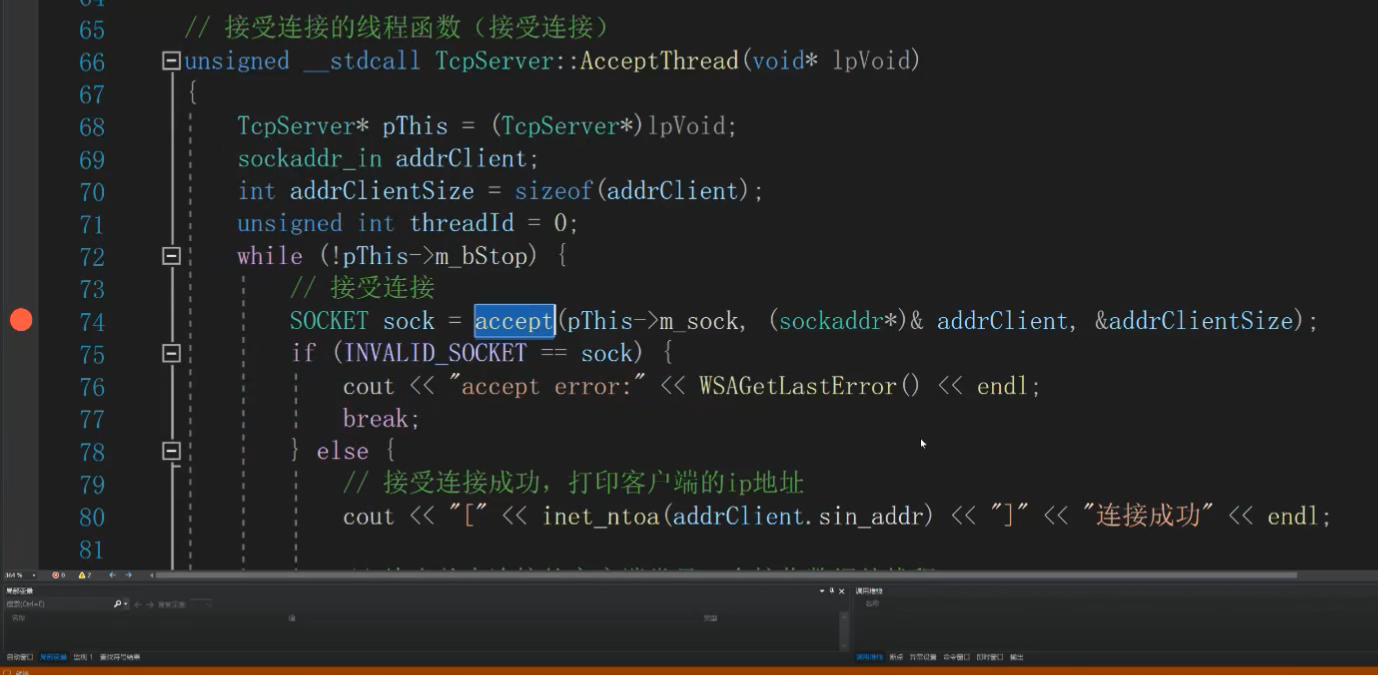 65 // 接受连接的线程函数（接受连接）
66 unsigned __stdcall TcpServer::AcceptThread(void* lpVoid)
67 {
68 TcpServer* pThis = (TcpServer*)lpVoid;
69 sockaddr_in addrClient;
70 int addrClientSize = sizeof(addrClient);
71 unsigned int threadId = 0;
72 while (!pThis->m_bStop) {
73 // 接受连接
74 SOCKET sock = accept(pThis->m_sock, (sockaddr*)& addrClient, &addrClientSize);
75 if (INVALID_SOCKET == sock) {
76 cout << "accept error:" << WSAGetLastError() << endl;
77 break;
78 } else {
79 // 接受连接成功，打印客户端的ip地址
80 cout << "[" << inet_ntoa(addrClient.sin_addr) << "]" << "连接成功" << endl;
81
局部变量 调用堆栈
搜索(Ctrl+E) 名称
名称 值 类型
自动窗口 局部变量 监视 1 查找符号结果 调用堆栈 断点 异常设置 命令窗口 即时窗口 输出